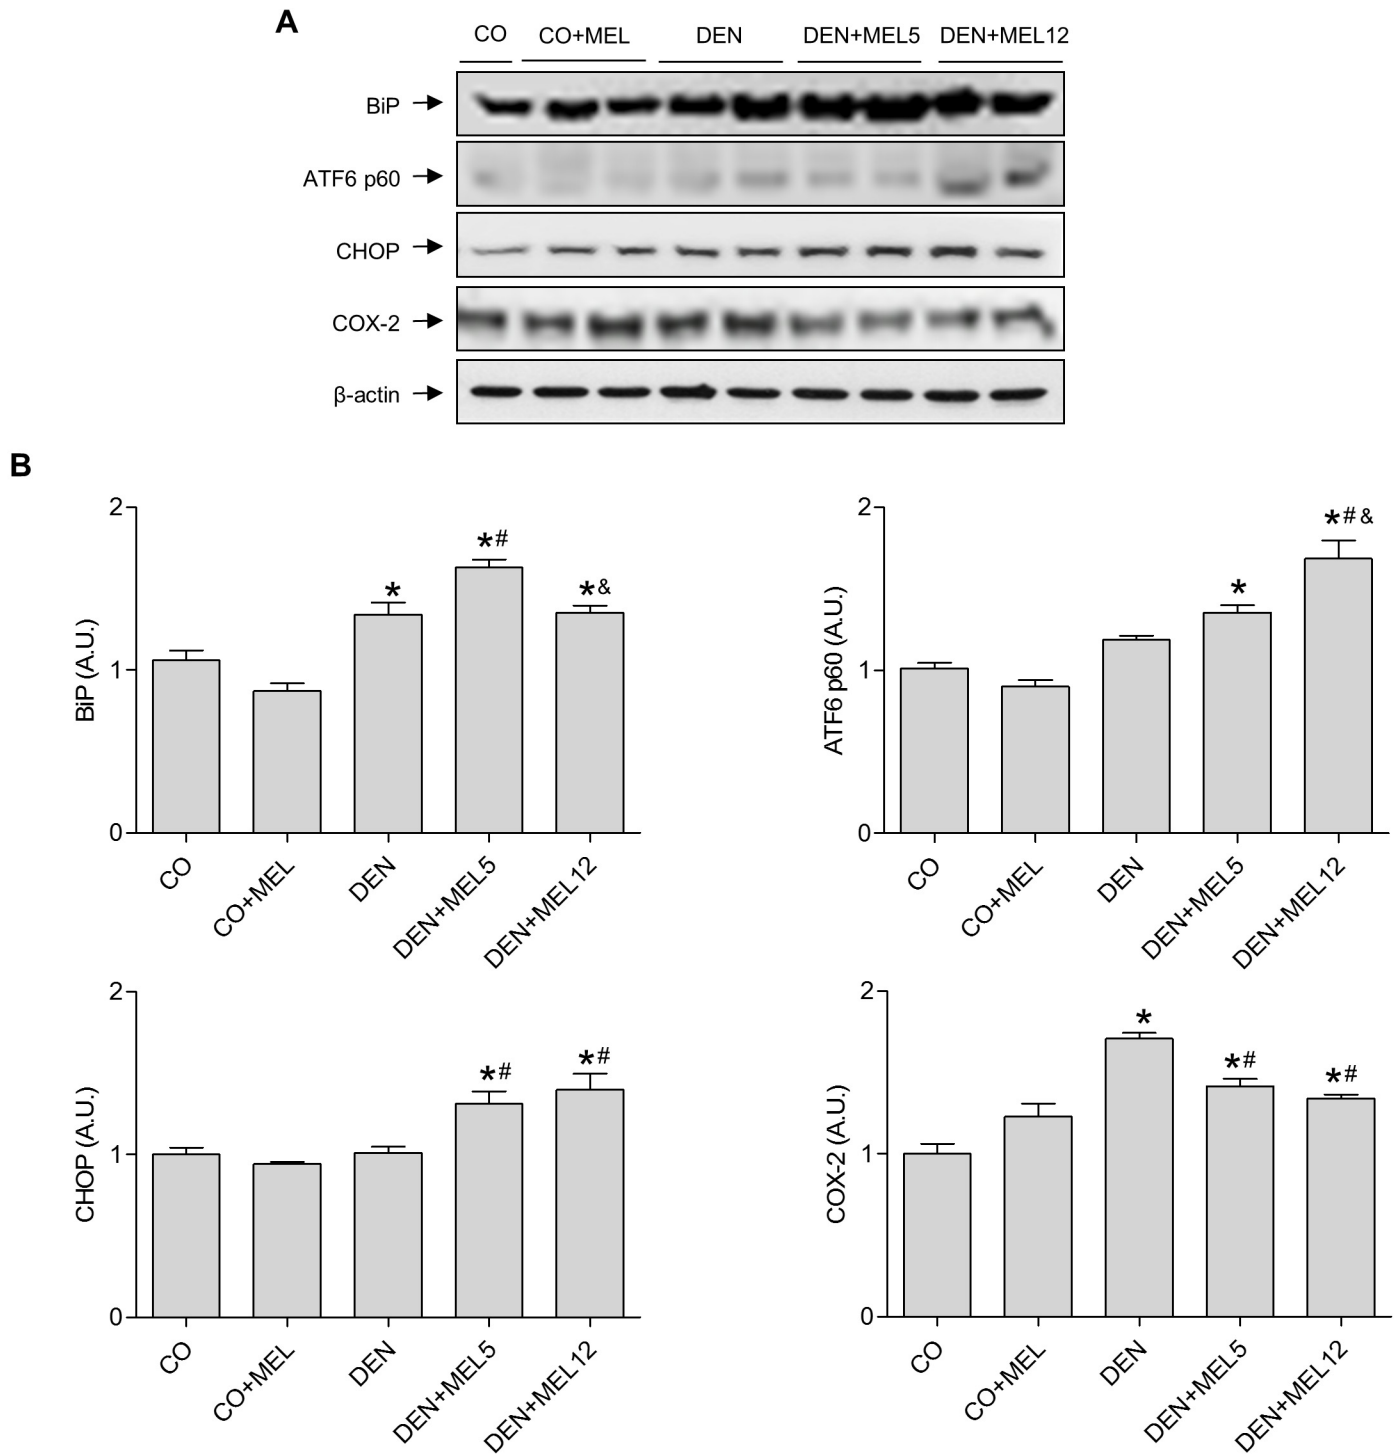 A
CO CO+MEL DEN DEN+MEL5 DEN+MEL12
BiP
ATF6 p60
CHOP
COX-2
β-actin
B
2
1
0
BiP (A.U.)
*
*#
*&
CO CO+MEL DEN DEN+MEL5 DEN+MEL12
2
1
0
ATF6 p60 (A.U.)
*
*#&
CO CO+MEL DEN DEN+MEL5 DEN+MEL12
2
1
0
CHOP (A.U.)
*#
*#
CO CO+MEL DEN DEN+MEL5 DEN+MEL12
2
1
0
COX-2 (A.U.)
*
*#
*#
CO CO+MEL DEN DEN+MEL5 DEN+MEL12